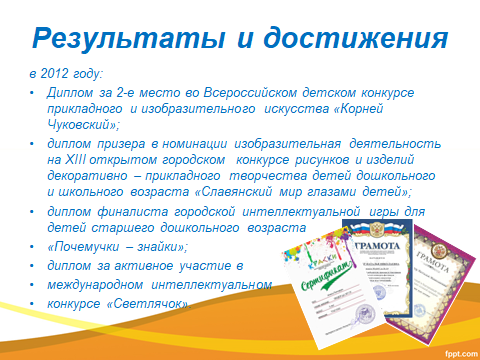 Результаты и достижения
в 2012 году:
• Диплом за 2-е место во Всероссийском детском конкурсе
прикладного и изобразительного искусства «Корней
Чуковский»;
• диплом призера в номинации изобразительная деятельность
на XIII открытом городском конкурсе рисунков и изделий
декоративно – прикладного творчества детей дошкольного
и школьного возраста «Славянский мир глазами детей»;
• диплом финалиста городской интеллектуальной игры для
детей старшего дошкольного возраста
• «Почемучки – знайки»;
• диплом за активное участие в
• международном интеллектуальном
• конкурсе «Светлячок».
Сертификат
ГРАМОТА
ГРАМОТА
fppt.com